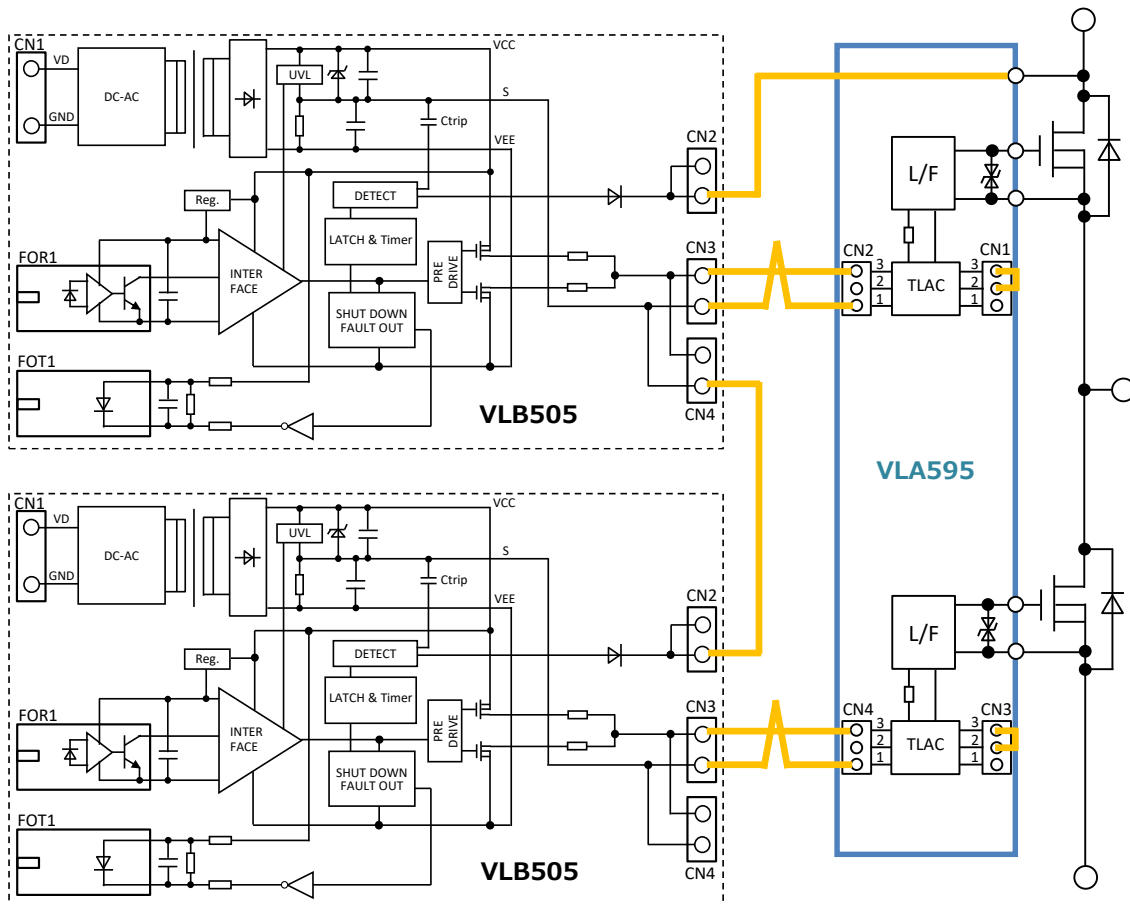 CN1
VD
GND
DC-AC
VCC
UVL
S
Ctrip
VEE
CN2
Reg.
DETECT
LATCH & Timer
FOR1
INTER
FACE
PRE
DRIVE
CN3
SHUT DOWN
FAULT OUT
FOT1
CN4
VLB505
L/F
CN2
3
2
1
TLAC
CN1
3
2
1
VLA595
CN1
VD
GND
DC-AC
VCC
UVL
S
Ctrip
VEE
CN2
Reg.
DETECT
LATCH & Timer
FOR1
INTER
FACE
PRE
DRIVE
CN3
SHUT DOWN
FAULT OUT
FOT1
CN4
VLB505
L/F
CN4
3
2
1
TLAC
CN3
3
2
1